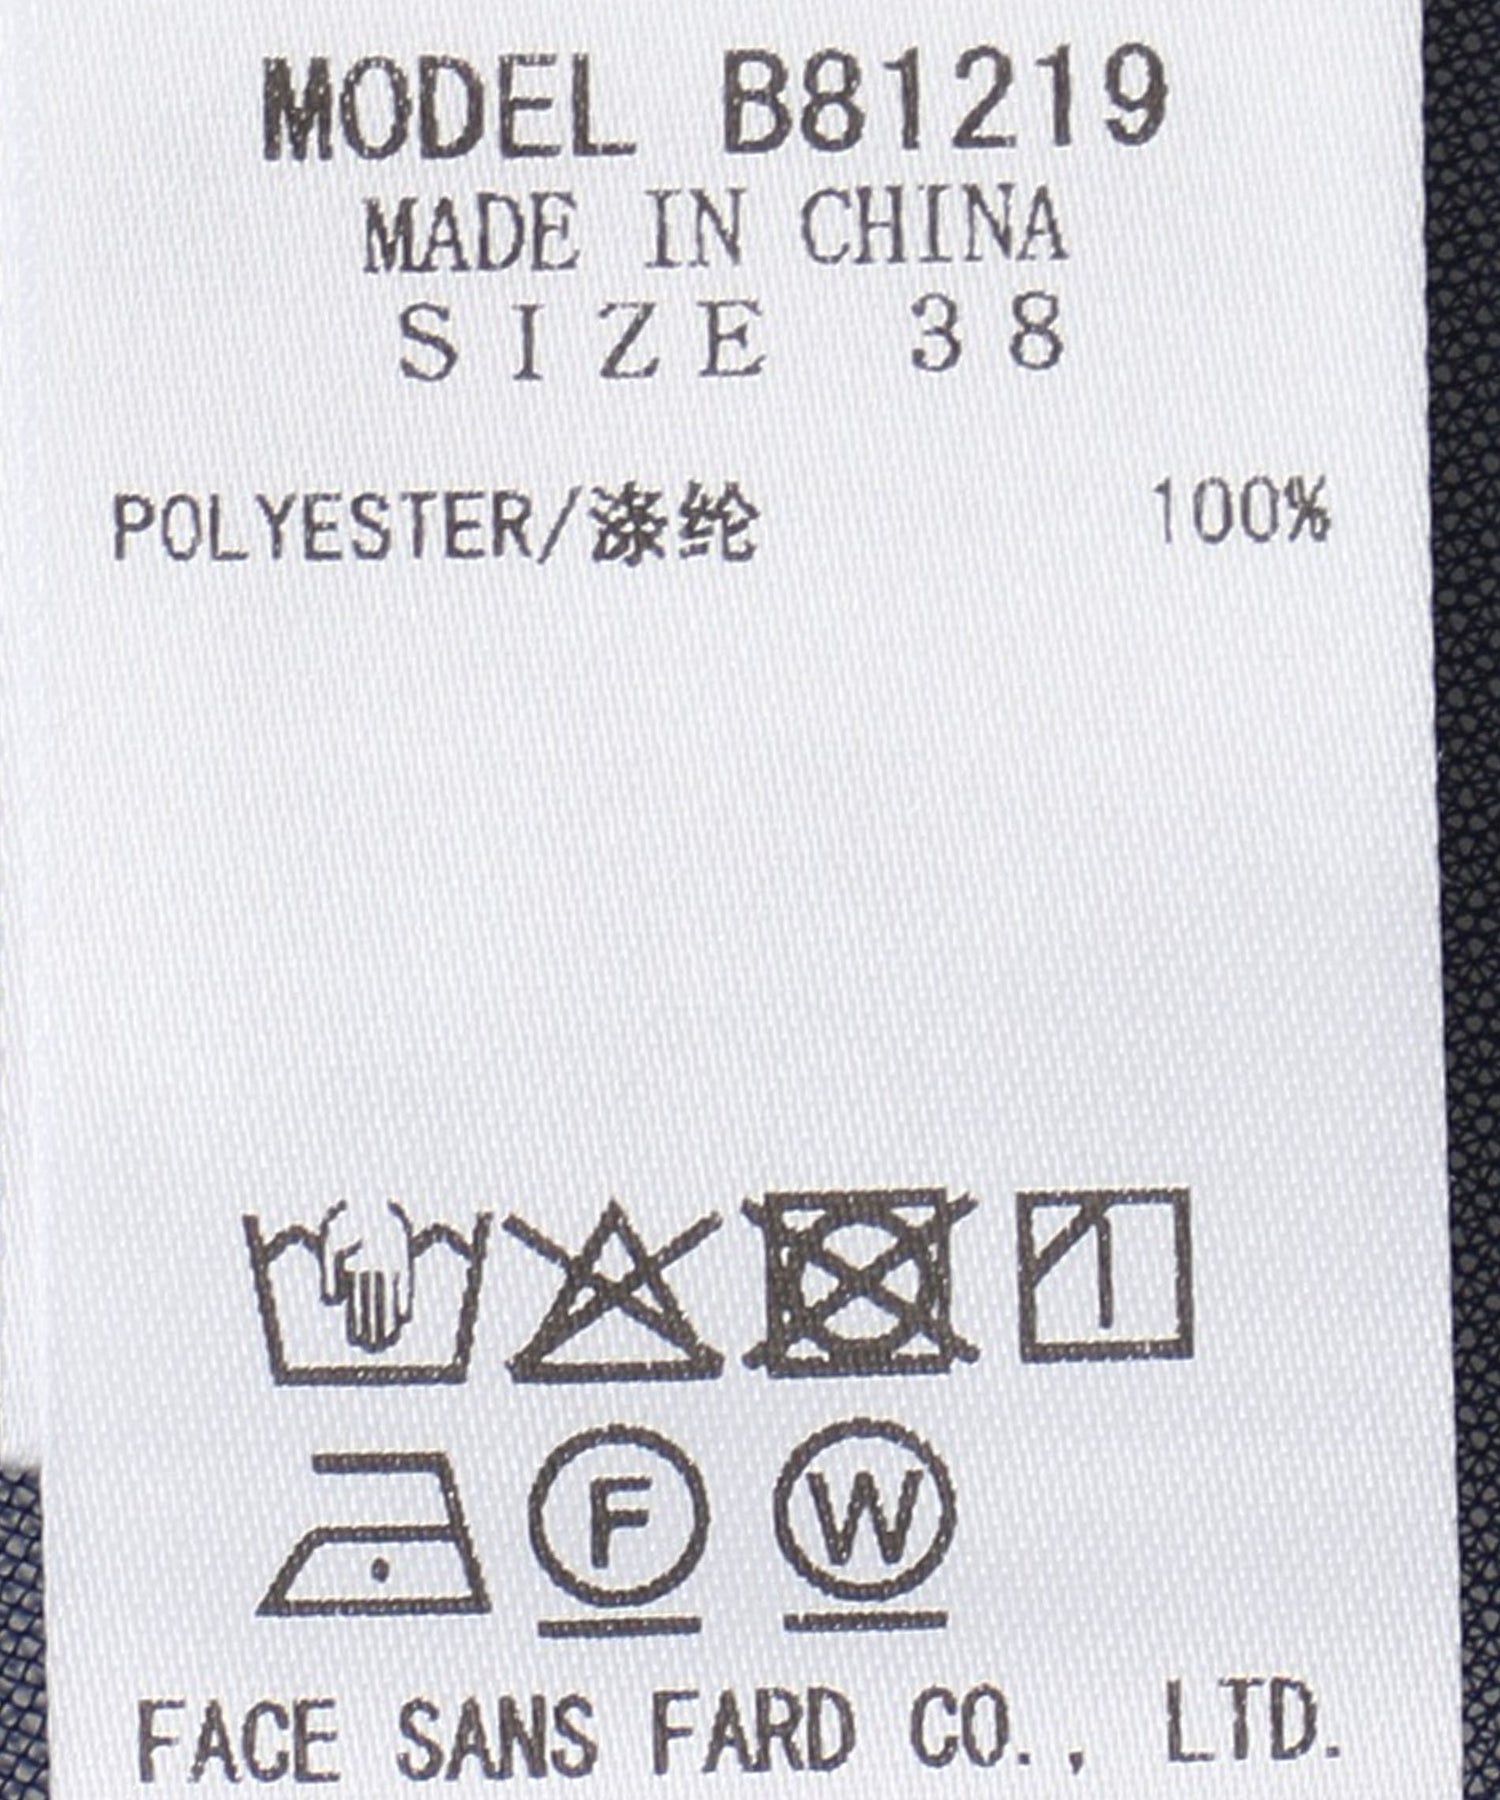 MODEL B81219
MADE IN CHINA
SIZE 38
POLYESTER/涤纶 100%
F W
FACE SANS FARD CO., LTD.